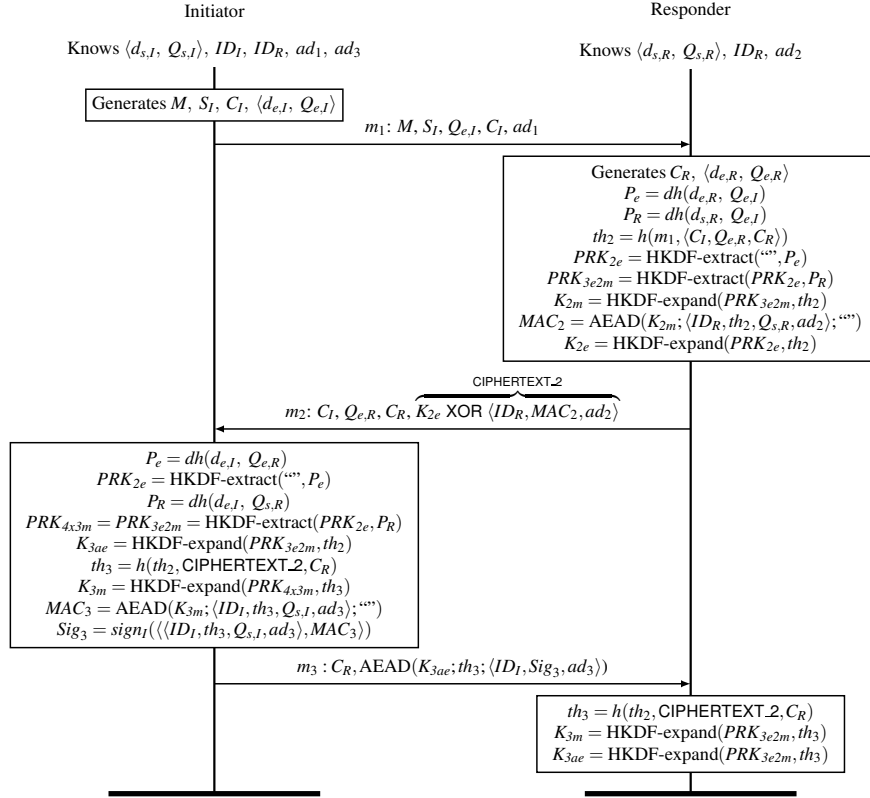 Initiator
Responder
Knows ⟨d_{s,I}, Q_{s,I}⟩, ID_I, ID_R, ad_1, ad_3
Knows ⟨d_{s,R}, Q_{s,R}⟩, ID_R, ad_2
Generates M, S_I, C_I, ⟨d_{e,I}, Q_{e,I}⟩
m_1: M, S_I, Q_{e,I}, C_I, ad_1
Generates C_R, ⟨d_{e,R}, Q_{e,R}⟩
P_e = dh(d_{e,R}, Q_{e,I})
P_R = dh(d_{s,R}, Q_{e,I})
th_2 = h(m_1, ⟨C_I, Q_{e,R}, C_R⟩)
PRK_{2e} = HKDF-extract(“”, P_e)
PRK_{3e2m} = HKDF-extract(PRK_{2e}, P_R)
K_{2m} = HKDF-expand(PRK_{3e2m}, th_2)
MAC_2 = AEAD(K_{2m}; ⟨ID_R, th_2, Q_{s,R}, ad_2⟩; “”)
K_{2e} = HKDF-expand(PRK_{2e}, th_2)
CIPHERTEXT_2
m_2: C_I, Q_{e,R}, C_R, K_{2e} XOR ⟨ID_R, MAC_2, ad_2⟩
P_e = dh(d_{e,I}, Q_{e,R})
PRK_{2e} = HKDF-extract(“”, P_e)
P_R = dh(d_{e,I}, Q_{s,R})
PRK_{4x3m} = PRK_{3e2m} = HKDF-extract(PRK_{2e}, P_R)
K_{3ae} = HKDF-expand(PRK_{3e2m}, th_2)
th_3 = h(th_2, CIPHERTEXT_2, C_R)
K_{3m} = HKDF-expand(PRK_{4x3m}, th_3)
MAC_3 = AEAD(K_{3m}; ⟨ID_I, th_3, Q_{s,I}, ad_3⟩; “”)
Sig_3 = sign_I(⟨⟨ID_I, th_3, Q_{s,I}, ad_3⟩, MAC_3⟩)
m_3 : C_R, AEAD(K_{3ae}; th_3; ⟨ID_I, Sig_3, ad_3⟩)
th_3 = h(th_2, CIPHERTEXT_2, C_R)
K_{3m} = HKDF-expand(PRK_{3e2m}, th_3)
K_{3ae} = HKDF-expand(PRK_{3e2m}, th_3)